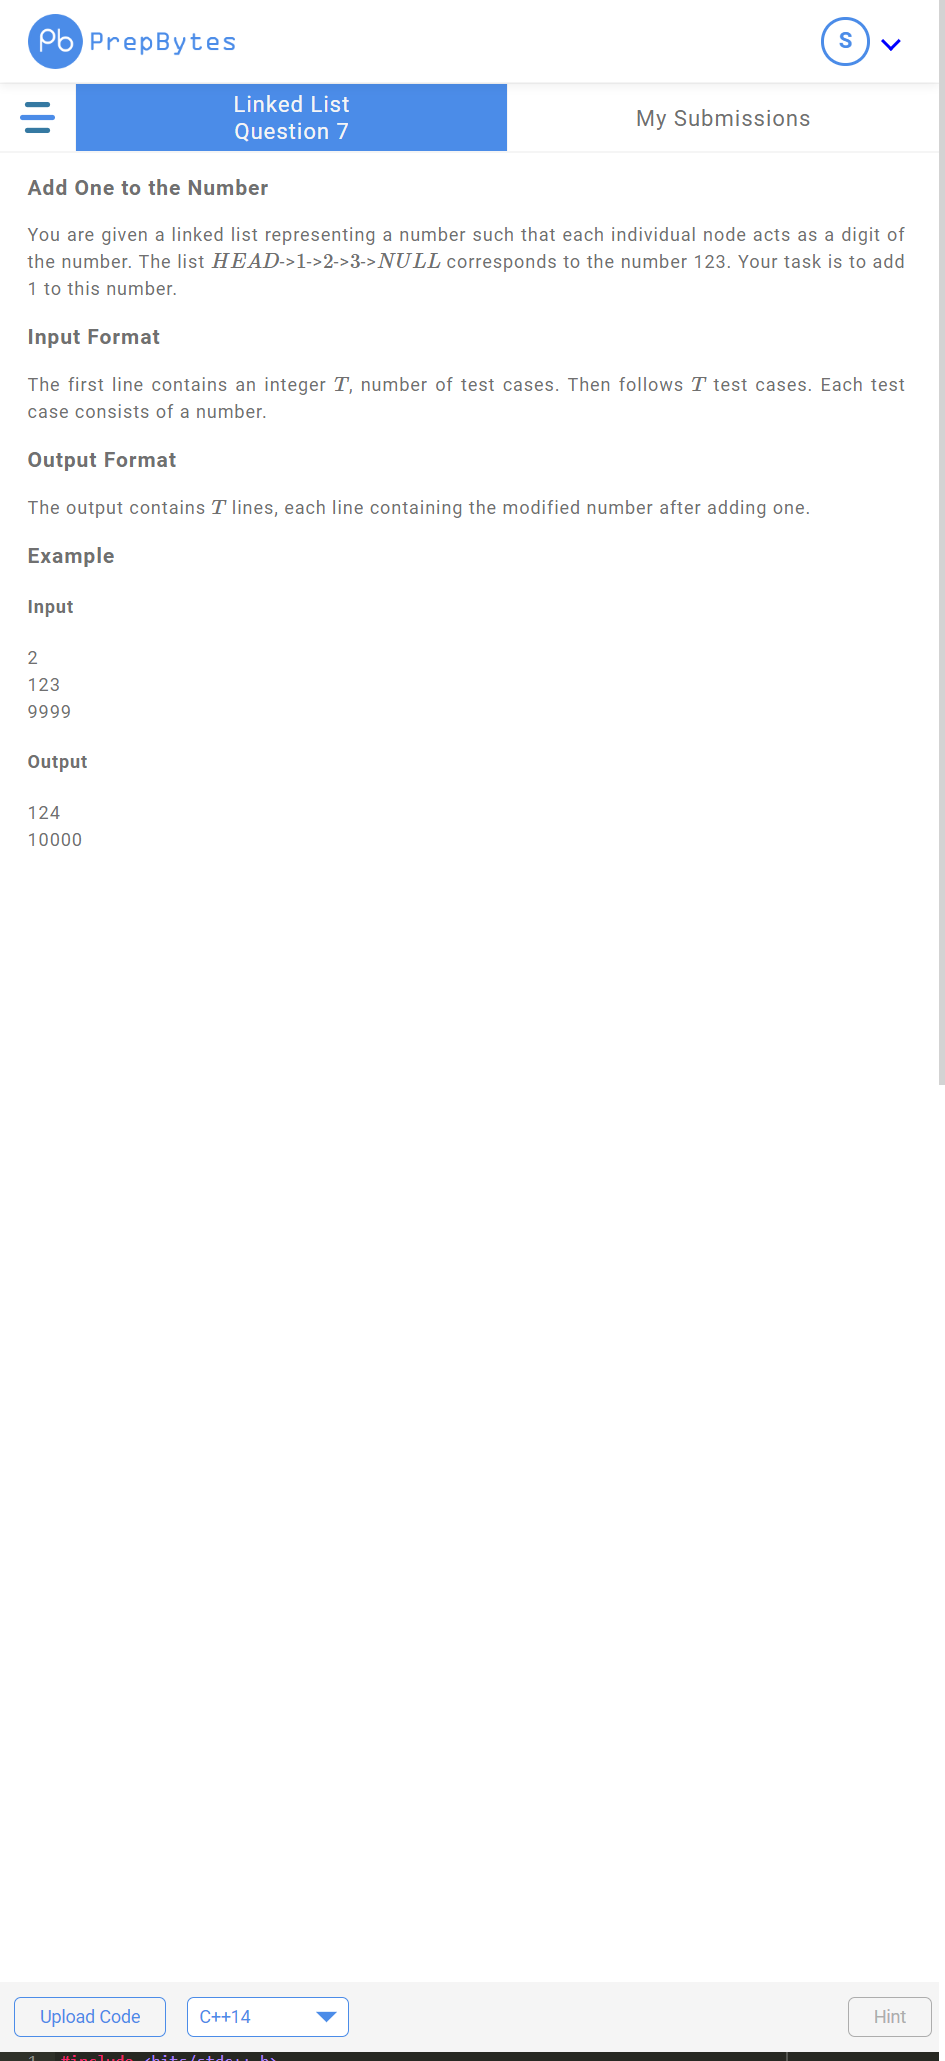 Pb PrepBytes
S
Linked List
Question 7
My Submissions
Add One to the Number
You are given a linked list representing a number such that each individual node acts as a digit of
the number. The list HEAD->1->2->3->NULL corresponds to the number 123. Your task is to add
1 to this number.
Input Format
The first line contains an integer T, number of test cases. Then follows T test cases. Each test
case consists of a number.
Output Format
The output contains T lines, each line containing the modified number after adding one.
Example
Input
2
123
9999
Output
124
10000
Upload Code
C++14
Hint
1 #include <bits/stdc++.h>